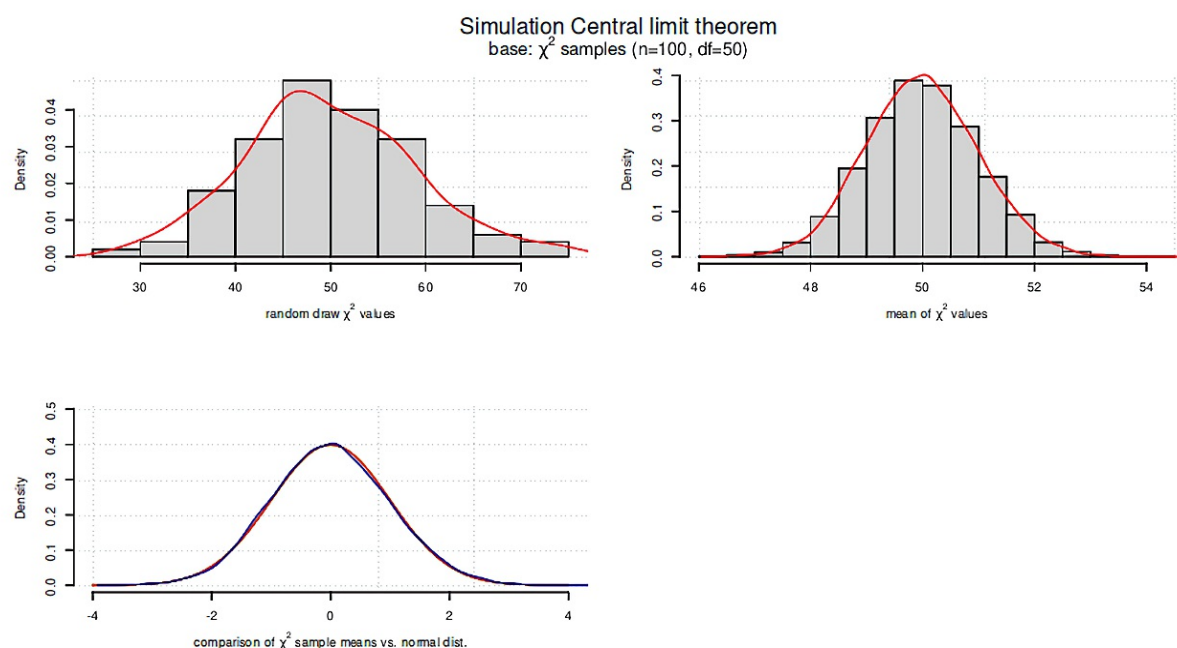 Simulation Central limit theorem
base: χ² samples (n=100, df=50)
Density
0.00 0.01 0.02 0.03 0.04
30 40 50 60 70
random draw χ² values
Density
0.0 0.1 0.2 0.3 0.4
46 48 50 52 54
mean of χ² values
Density
0.0 0.1 0.2 0.3 0.4 0.5
-4 -2 0 2 4
comparison of χ² sample means vs. normal dist.